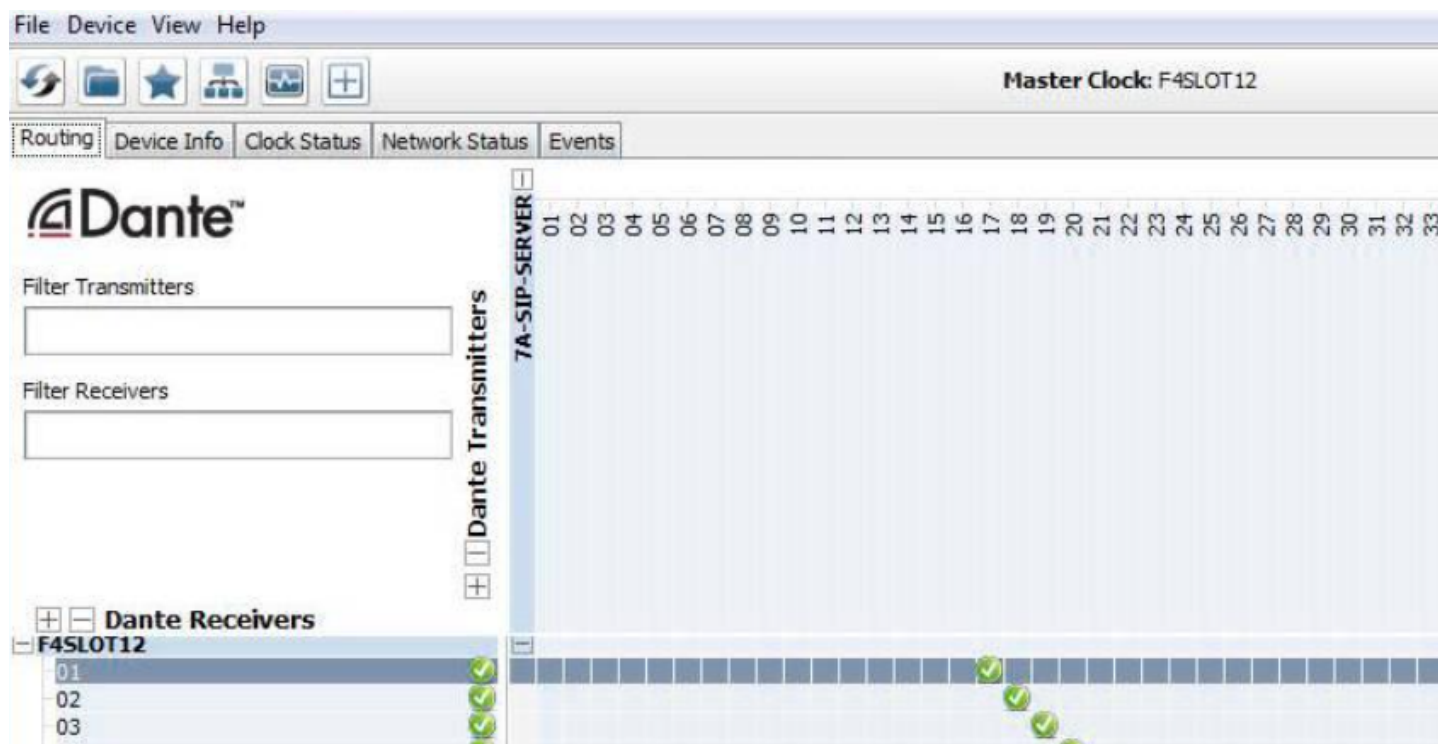 File Device View Help
Master Clock: F4SLOT12
Routing Device Info Clock Status Network Status Events
Dante™
Filter Transmitters
Filter Receivers
Dante Transmitters
7A-SIP-SERVER
01 02 03 04 05 06 07 08 09 10 11 12 13 14 15 16 17 18 19 20 21 22 23 24 25 26 27 28 29 30 31 32 33
Dante Receivers
F4SLOT12
01
02
03